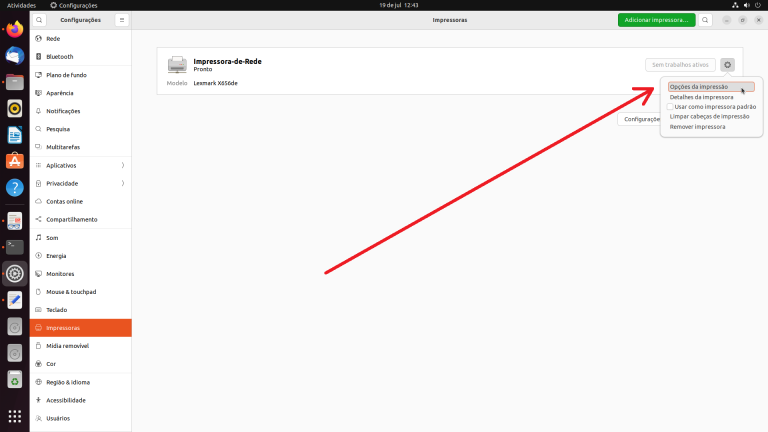 Atividades
Configurações
19 de jul 12:43
Configurações
Impressoras
Adicionar impressora…
Rede
Bluetooth
Plano de fundo
Aparência
Notificações
Pesquisa
Multitarefas
Aplicativos
Privacidade
Contas online
Compartilhamento
Som
Energia
Monitores
Mouse & touchpad
Teclado
Impressoras
Mídia removível
Cor
Região & Idioma
Acessibilidade
Usuários
Impressora-de-Rede
Pronto
Modelo Lexmark X656de
Sem trabalhos ativos
Opções da impressão
Detalhes da impressora
Usar como impressora padrão
Limpar cabeças de impressão
Remover impressora
Configurações